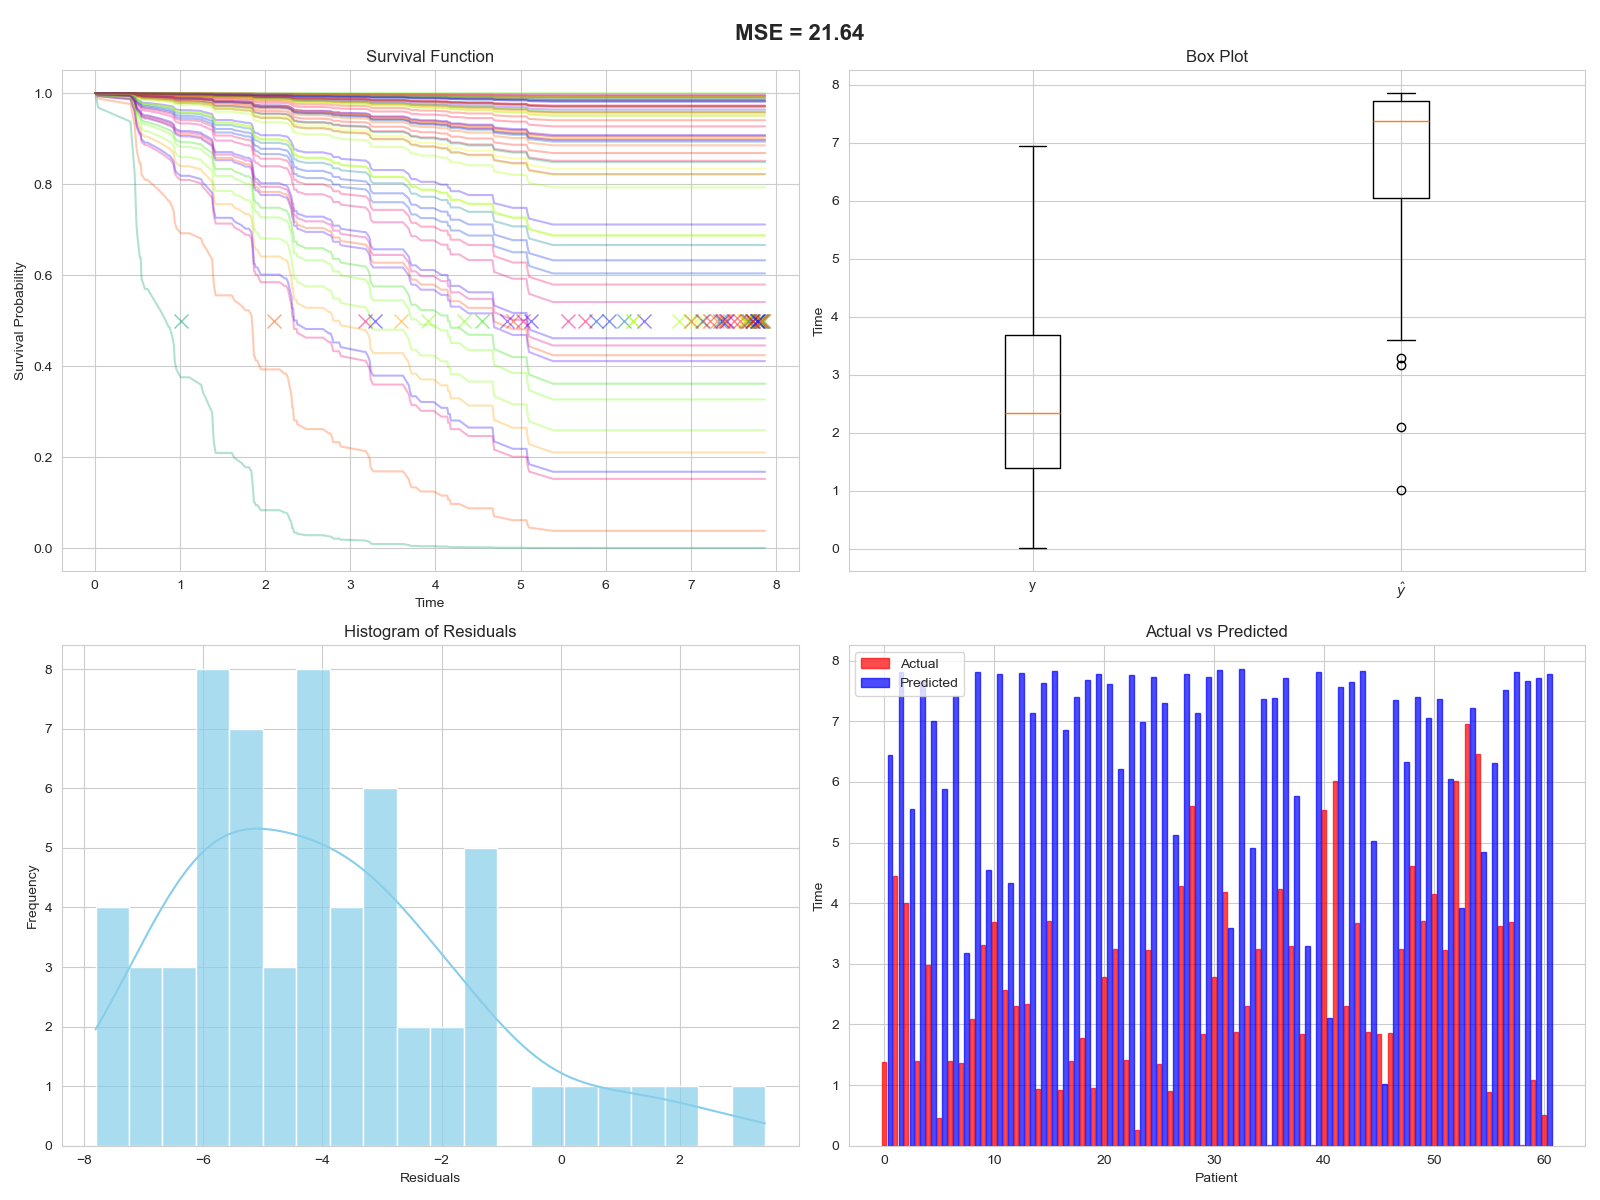 MSE = 21.64
Survival Function
Survival Probability
1.0
0.8
0.6
0.4
0.2
0.0
0 1 2 3 4 5 6 7 8
Time
Box Plot
Time
8
7
6
5
4
3
2
1
0
y ŷ
Histogram of Residuals
Frequency
8
7
6
5
4
3
2
1
0
−8 −6 −4 −2 0 2
Residuals
Actual vs Predicted
Actual
Predicted
Time
8
7
6
5
4
3
2
1
0
0 10 20 30 40 50 60
Patient